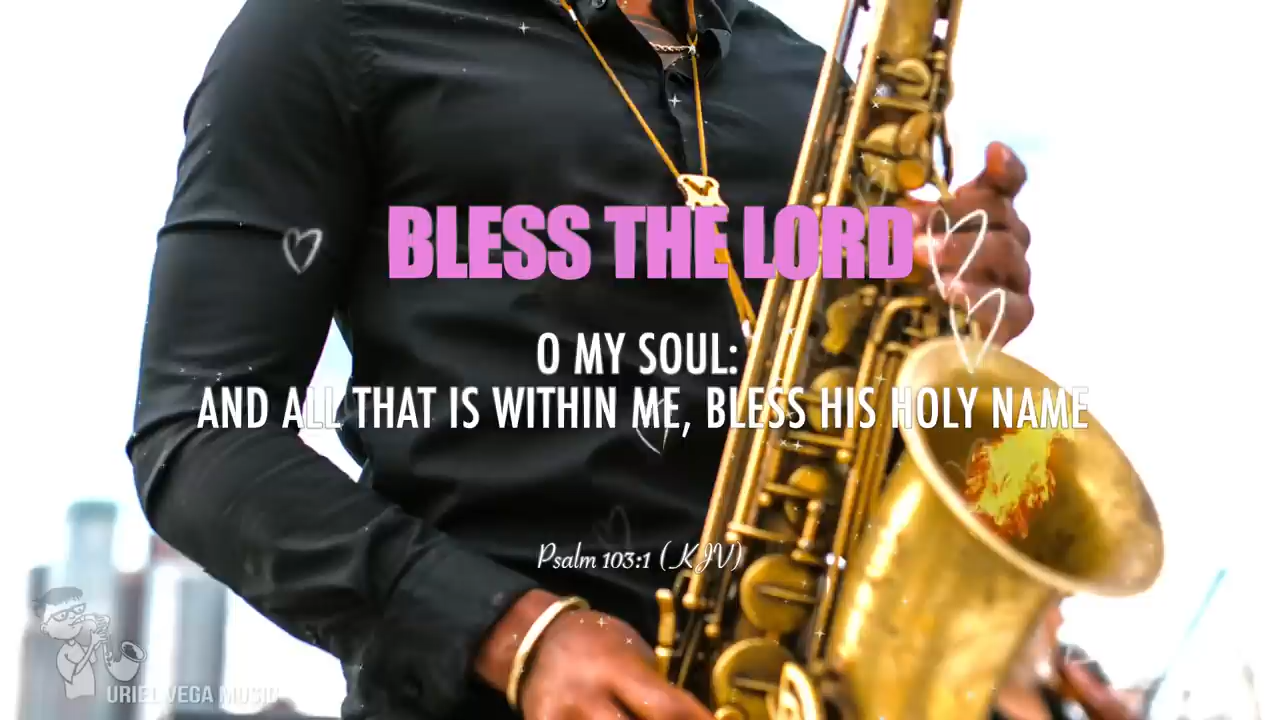 BLESS THE LORD
O MY SOUL:
AND ALL THAT IS WITHIN ME, BLESS HIS HOLY NAME
Psalm 103:1 (KJV)
URIEL VEGA MUSIC